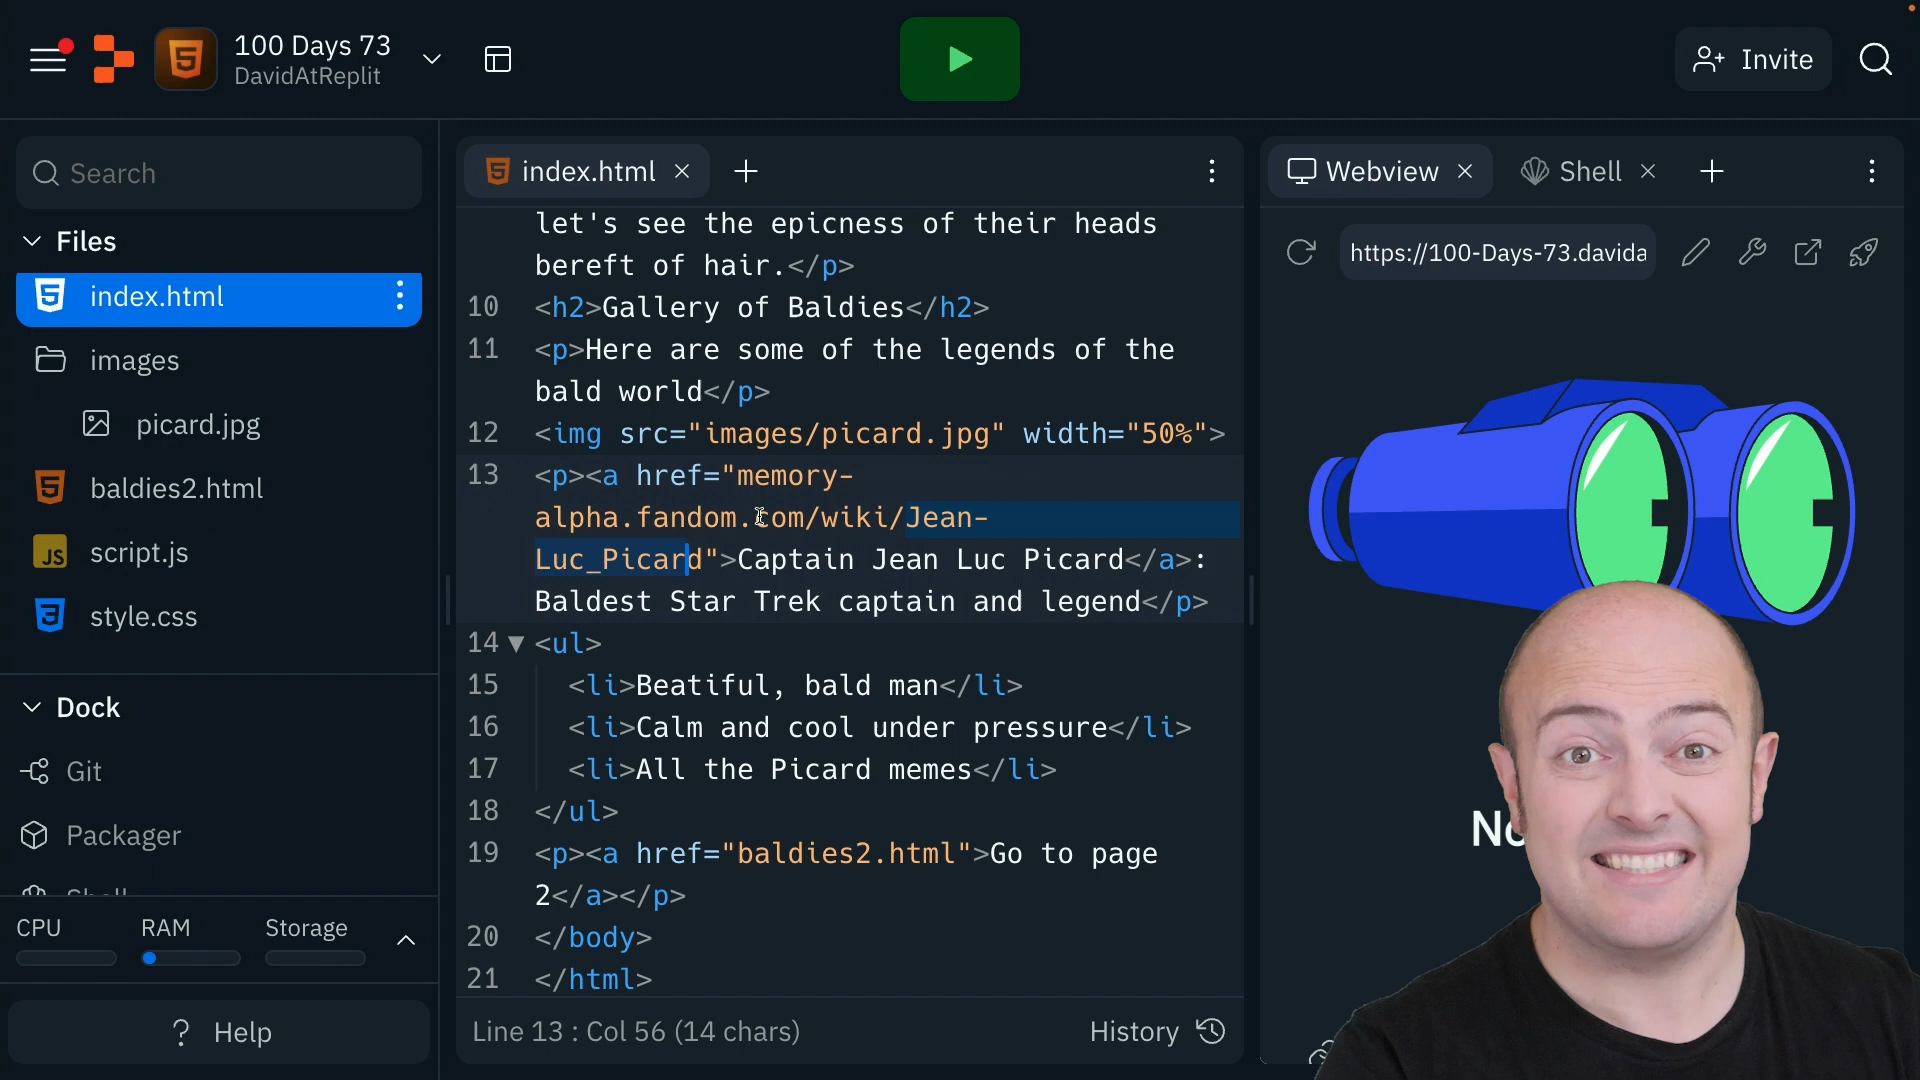 100 Days 73
DavidAtReplit
Invite
Search
Files
index.html
images
picard.jpg
baldies2.html
JS script.js
style.css
Dock
Git
Packager
Shell
CPU RAM Storage
? Help
index.html
let's see the epicness of their heads
bereft of hair.</p>
10 <h2>Gallery of Baldies</h2>
11 <p>Here are some of the legends of the
bald world</p>
12 <img src="images/picard.jpg" width="50%">
13 <p><a href="memory-
alpha.fandom.com/wiki/Jean-
Luc_Picard">Captain Jean Luc Picard</a>:
Baldest Star Trek captain and legend</p>
14 <ul>
15 <li>Beatiful, bald man</li>
16 <li>Calm and cool under pressure</li>
17 <li>All the Picard memes</li>
18 </ul>
19 <p><a href="baldies2.html">Go to page
2</a></p>
20 </body>
21 </html>
Line 13 : Col 56 (14 chars)
History
Webview
Shell
https://100-Days-73.davida